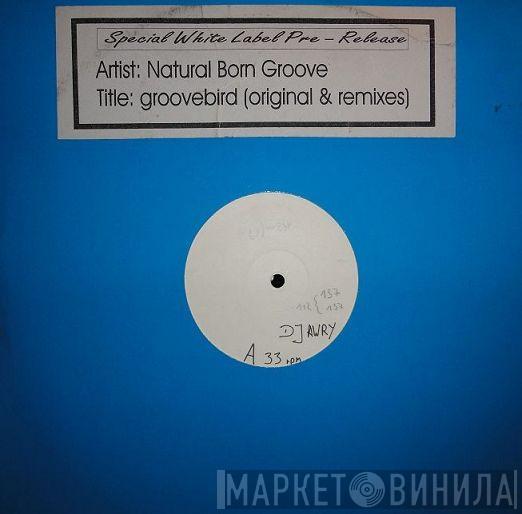 Special White Label Pre - Release
Artist: Natural Born Groove
Title: groovebird (original & remixes)
137
112 { 137
DJ AWRY
A 33 rpm
МАРКЕТ ВИНИЛА